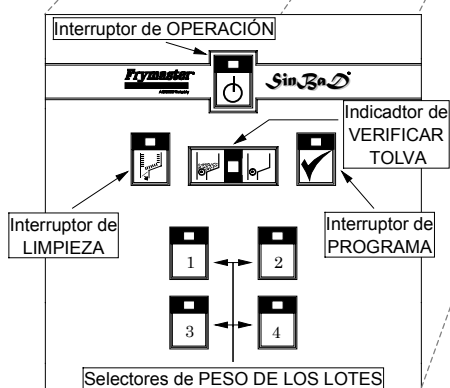 Interruptor de OPERACIÓN
Frymaster
SinBaD
Indicadtor de
VERIFICAR
TOLVA
Interruptor de
LIMPIEZA
Interruptor de
PROGRAMA
1
2
3
4
Selectores de PESO DE LOS LOTES